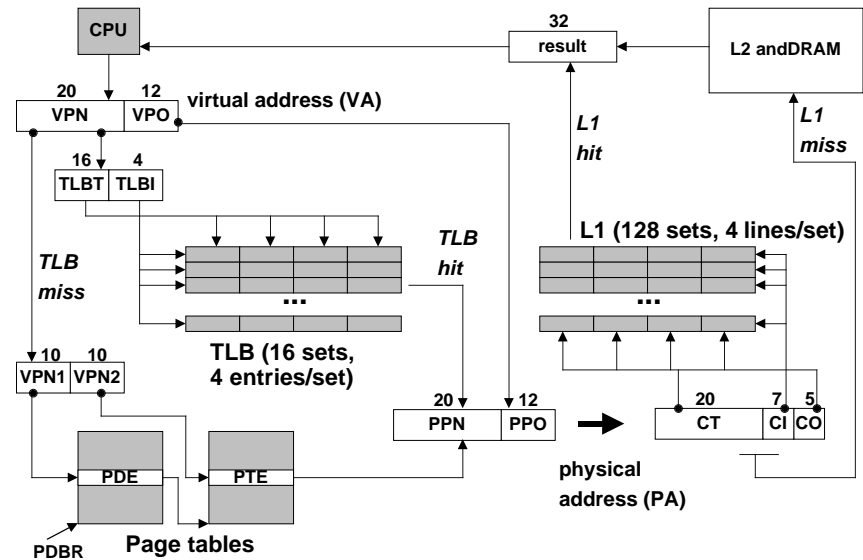 CPU
32
result
L2 andDRAM
20
12
VPN
VPO
virtual address (VA)
L1
hit
L1
miss
16
4
TLBT
TLBI
TLB
miss
TLB
hit
L1 (128 sets, 4 lines/set)
...
...
TLB (16 sets,
4 entries/set)
10
10
VPN1
VPN2
20
12
PPN
PPO
20
7
5
CT
CI
CO
PDE
PTE
physical
address (PA)
PDBR
Page tables